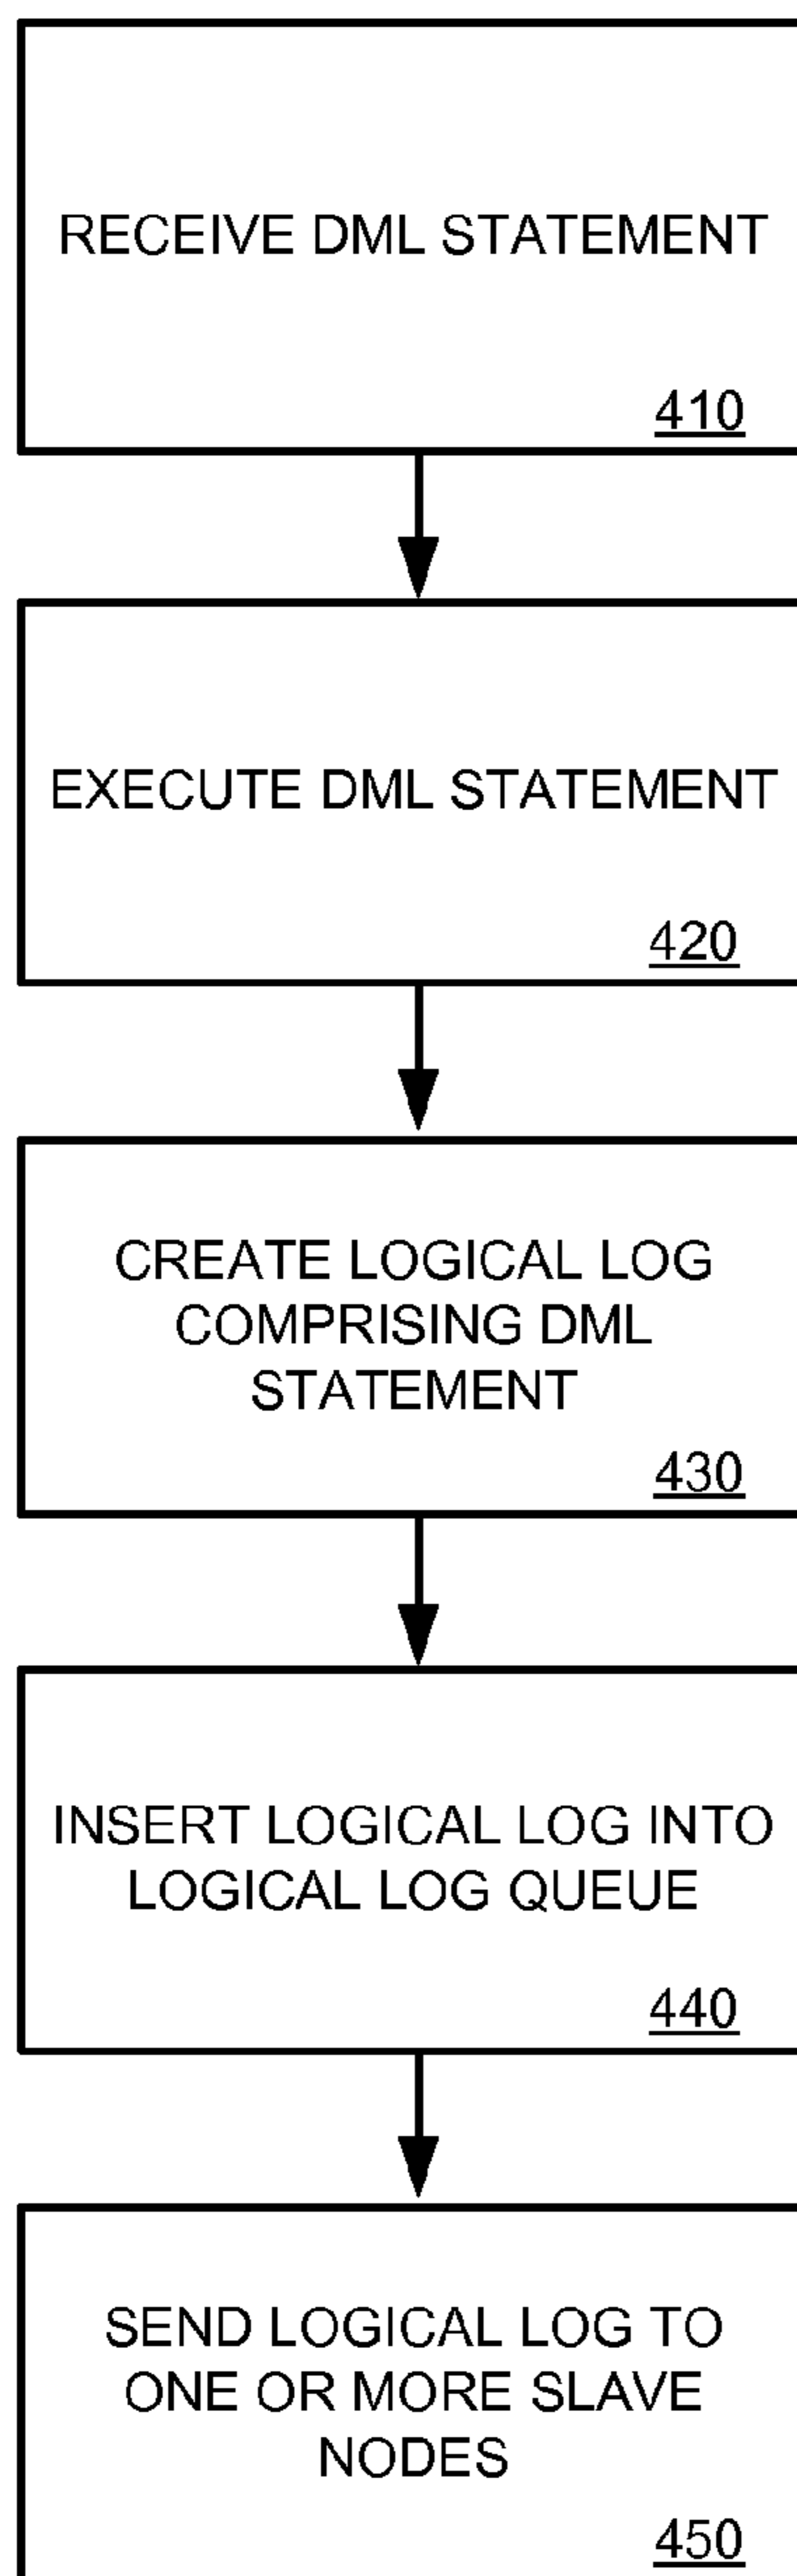 RECEIVE DML STATEMENT
410
EXECUTE DML STATEMENT
420
CREATE LOGICAL LOG
COMPRISING DML
STATEMENT
430
INSERT LOGICAL LOG INTO
LOGICAL LOG QUEUE
440
SEND LOGICAL LOG TO
ONE OR MORE SLAVE
NODES
450